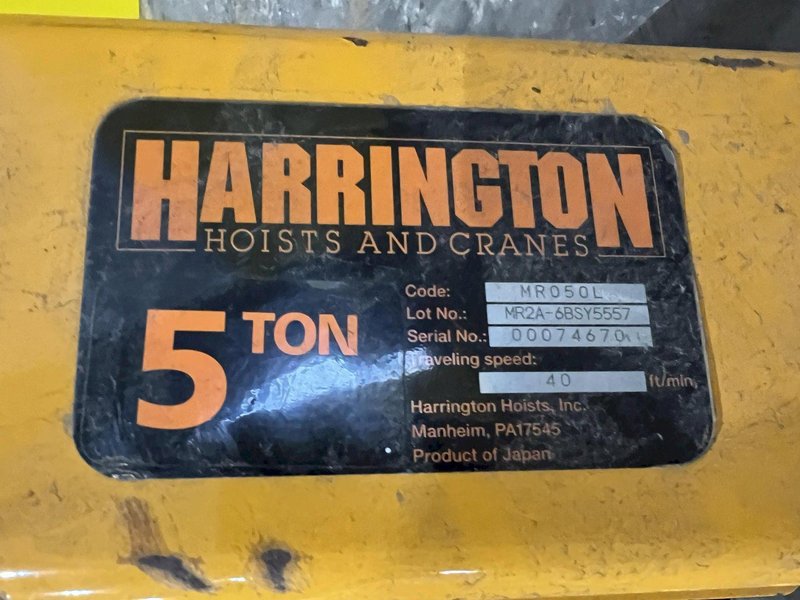 HARRINGTON
HOISTS AND CRANES
5 TON
Code: MR050L
Lot No.: MR2A-6BSY5557
Serial No.: 00074670
Traveling speed:
40 ft/min
Harrington Hoists, Inc.
Manheim, PA17545
Product of Japan